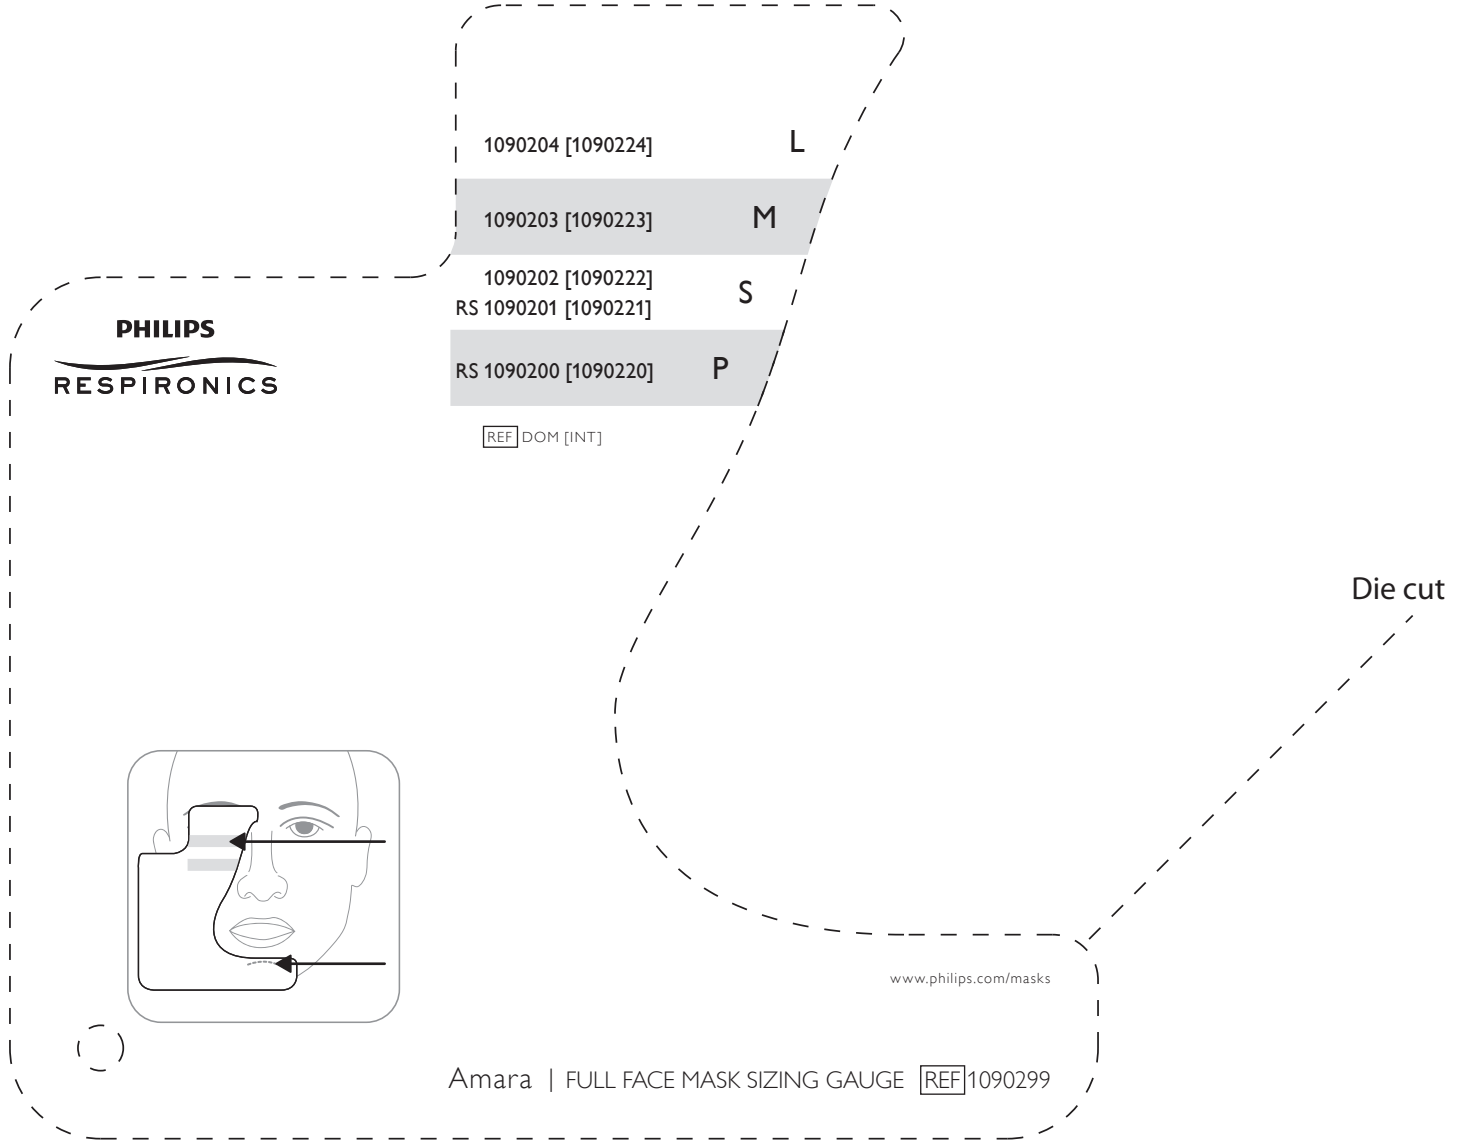 1090204 [1090224] L
1090203 [1090223] M
1090202 [1090222]
RS 1090201 [1090221] S
RS 1090200 [1090220] P
REF DOM [INT]
PHILIPS
RESPIRONICS
Die cut
www.philips.com/masks
Amara | FULL FACE MASK SIZING GAUGE REF 1090299